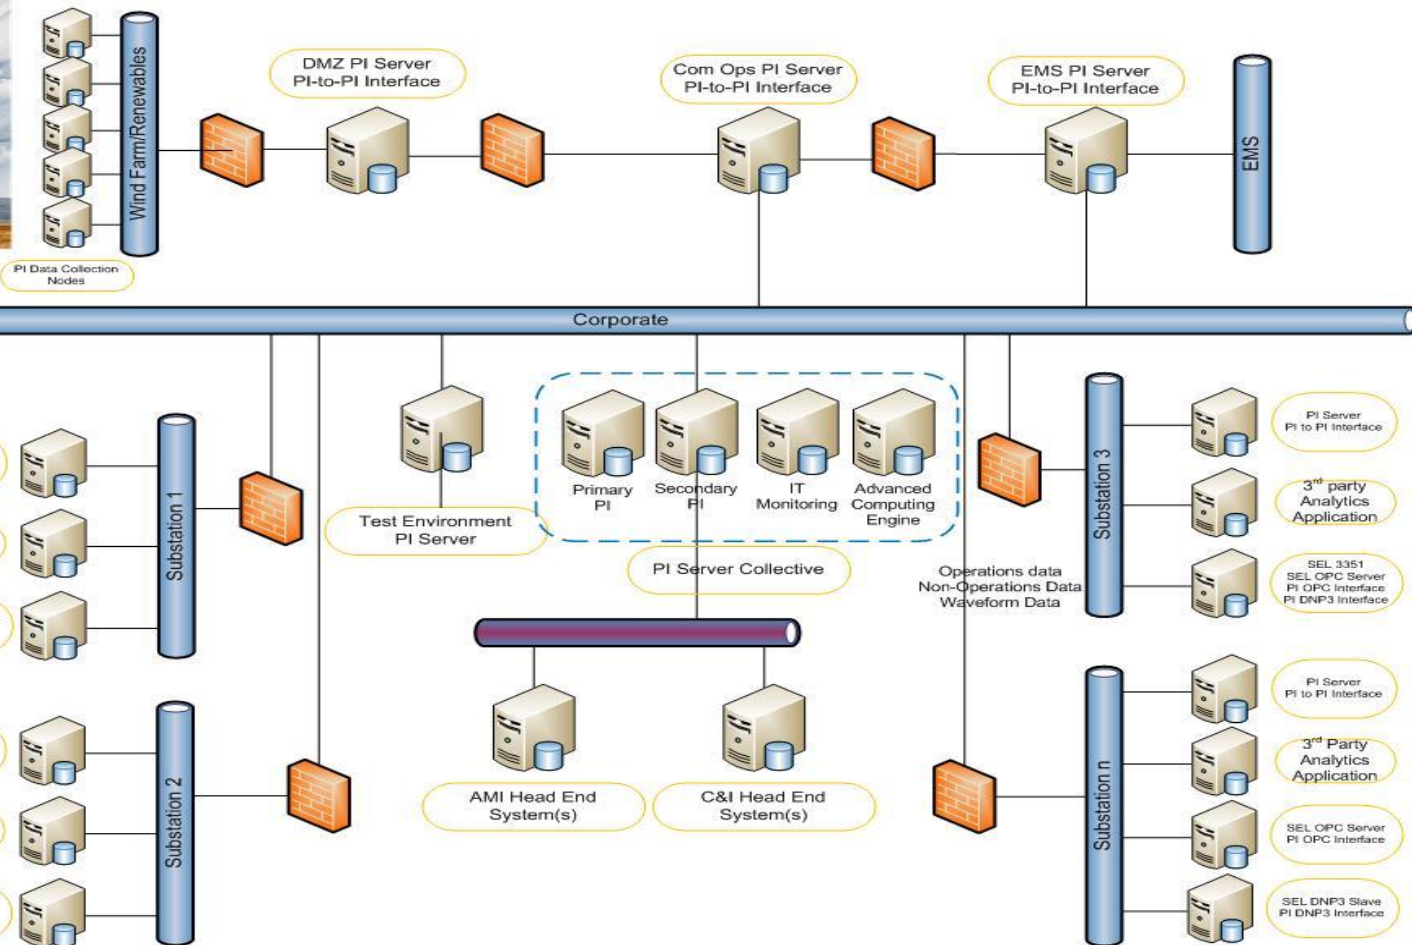 DMZ PI Server
PI-to-PI Interface
Com Ops PI Server
PI-to-PI Interface
EMS PI Server
PI-to-PI Interface
Wind Farm/Renewables
EMS
PI Data Collection
Nodes
Corporate
Substation 1
Test Environment
PI Server
Primary
PI
Secondary
PI
IT
Monitoring
Advanced
Computing
Engine
PI Server Collective
Operations data
Non-Operations Data
Waveform Data
Substation 3
PI Server
PI to PI Interface
3rd party
Analytics
Application
SEL 3351
SEL OPC Server
PI OPC Interface
PI DNP3 Interface
Substation 2
AMI Head End
System(s)
C&I Head End
System(s)
Substation n
PI Server
PI to PI Interface
3rd Party
Analytics
Application
SEL OPC Server
PI OPC Interface
SEL DNP3 Slave
PI DNP3 Interface